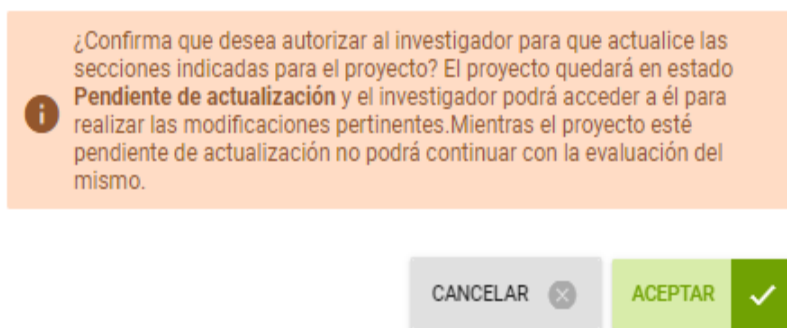 ¿Confirma que desea autorizar al investigador para que actualice las
secciones indicadas para el proyecto? El proyecto quedará en estado
Pendiente de actualización y el investigador podrá acceder a él para
realizar las modificaciones pertinentes.Mientras el proyecto esté
pendiente de actualización no podrá continuar con la evaluación del
mismo.
CANCELAR
ACEPTAR